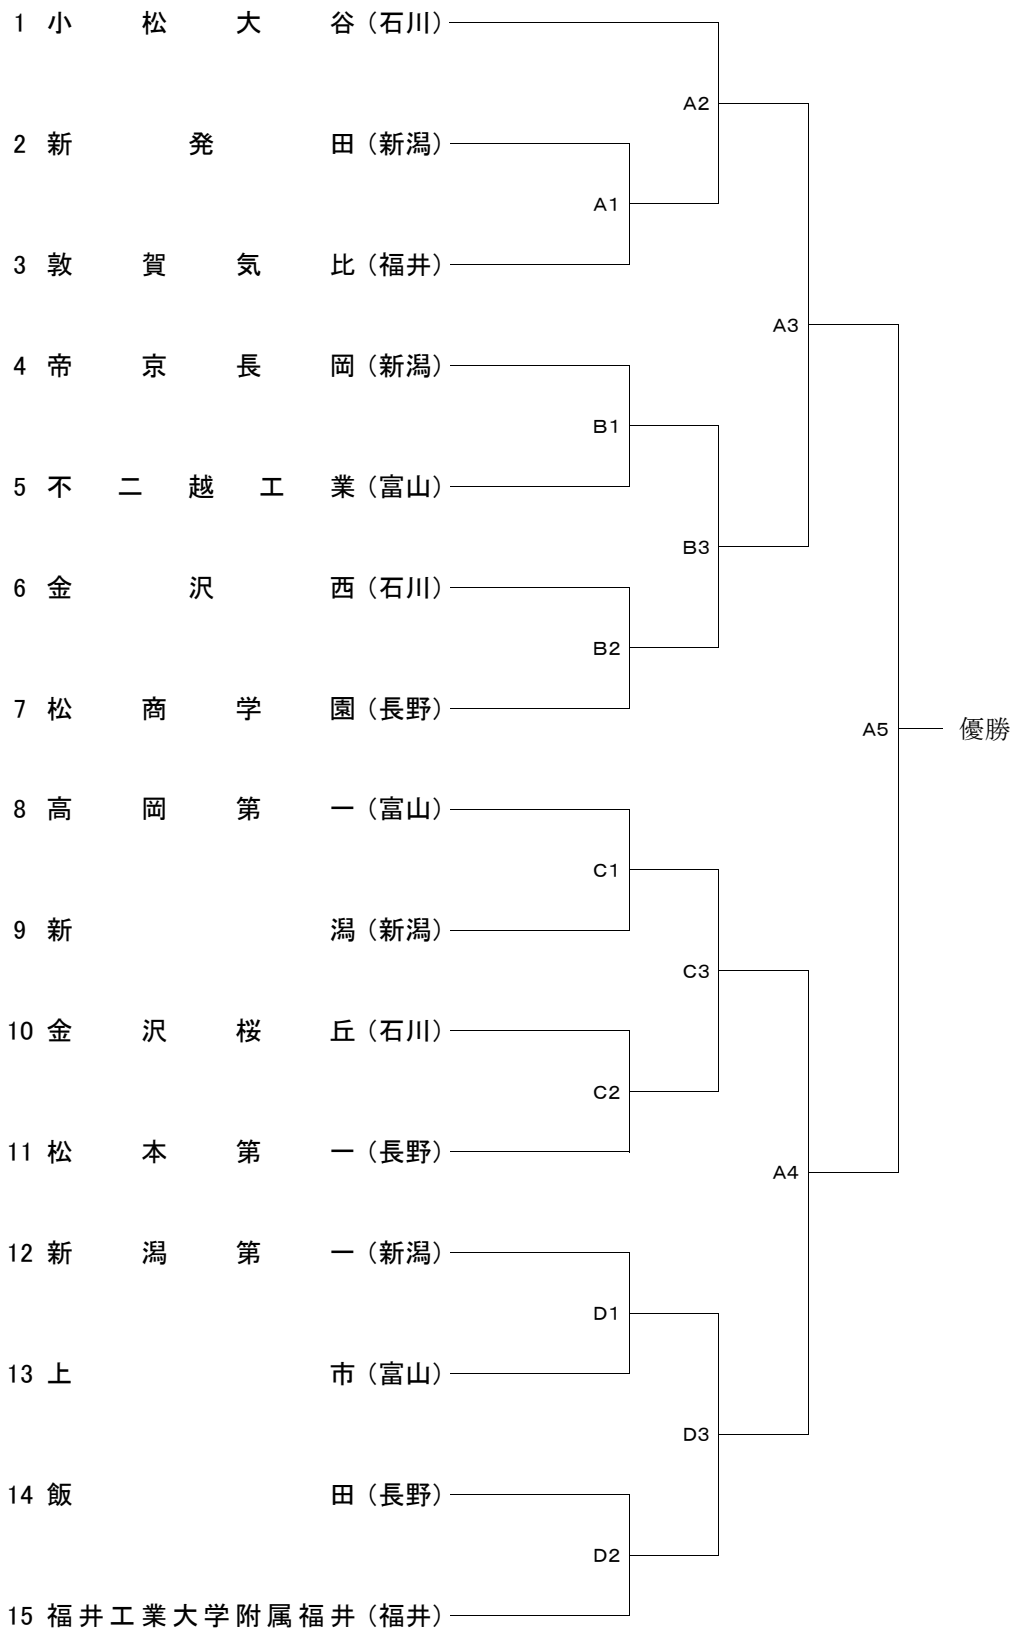 1 小松大谷（石川）
A2
2 新発田（新潟）
A1
3 敦賀気比（福井）
A3
4 帝京長岡（新潟）
B1
5 不二越工業（富山）
B3
6 金沢西（石川）
B2
7 松商学園（長野）
A5 優勝
8 高岡第一（富山）
C1
9 新潟（新潟）
C3
10 金沢桜丘（石川）
C2
11 松本第一（長野）
A4
12 新潟第一（新潟）
D1
13 上市（富山）
D3
14 飯田（長野）
D2
15 福井工業大学附属福井（福井）